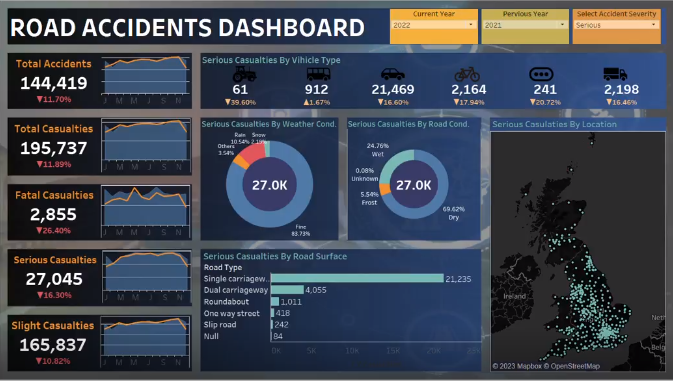 ROAD ACCIDENTS DASHBOARD
Current Year
2022
Pervious Year
2021
Select Accident Severity
Serious
Total Accidents
144,419
▼11.70%
J M M J S N
Total Casualties
195,737
▼11.89%
J M M J S N
Fatal Casualties
2,855
▼26.40%
J M M J S N
Serious Casualties
27,045
▼16.30%
J M M J S N
Slight Casualties
165,837
▼10.82%
J M M J S N
Serious Casualties By Vihicle Type
61 912 21,469 2,164 241 2,198
▼39.60% ▲1.67% ▼16.60% ▼17.94% ▼20.72% ▼16.46%
Serious Casualties By Weather Cond.
Rain
10.54%
Snow
Others
3.54%
27.0K
Fine
83.73%
Serious Casualties By Road Cond.
24.76%
Wet
0.08%
Unknown
5.54%
Frost
27.0K
69.62%
Dry
Serious Casualties By Road Surface
Road Type
Single carriagew.. 21,235
Dual carriageway 4,055
Roundabout 1,011
One way street 418
Slip road 242
Null 84
0K 5K 10K 15K 20K
Serious Casulaties By Location
Ireland
Neth
Belg
© 2023 Mapbox © OpenStreetMap